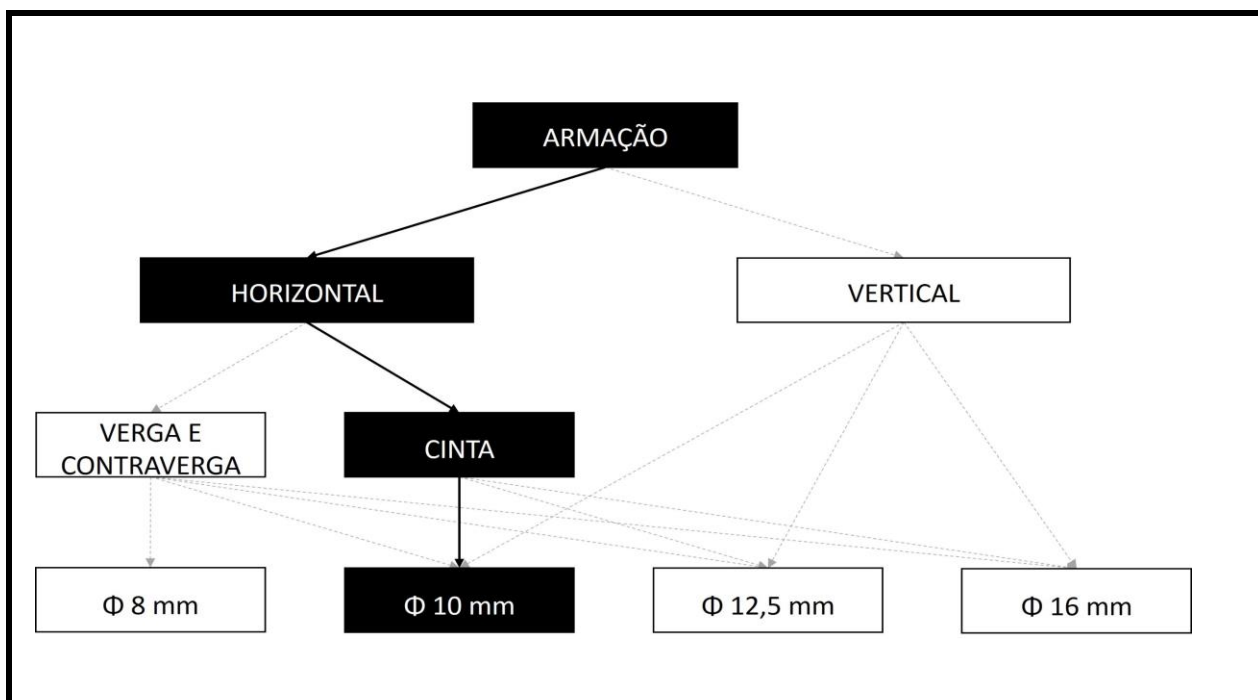 ARMAÇÃO
HORIZONTAL
VERTICAL
VERGA E
CONTRAVERGA
CINTA
Φ 8 mm
Φ 10 mm
Φ 12,5 mm
Φ 16 mm